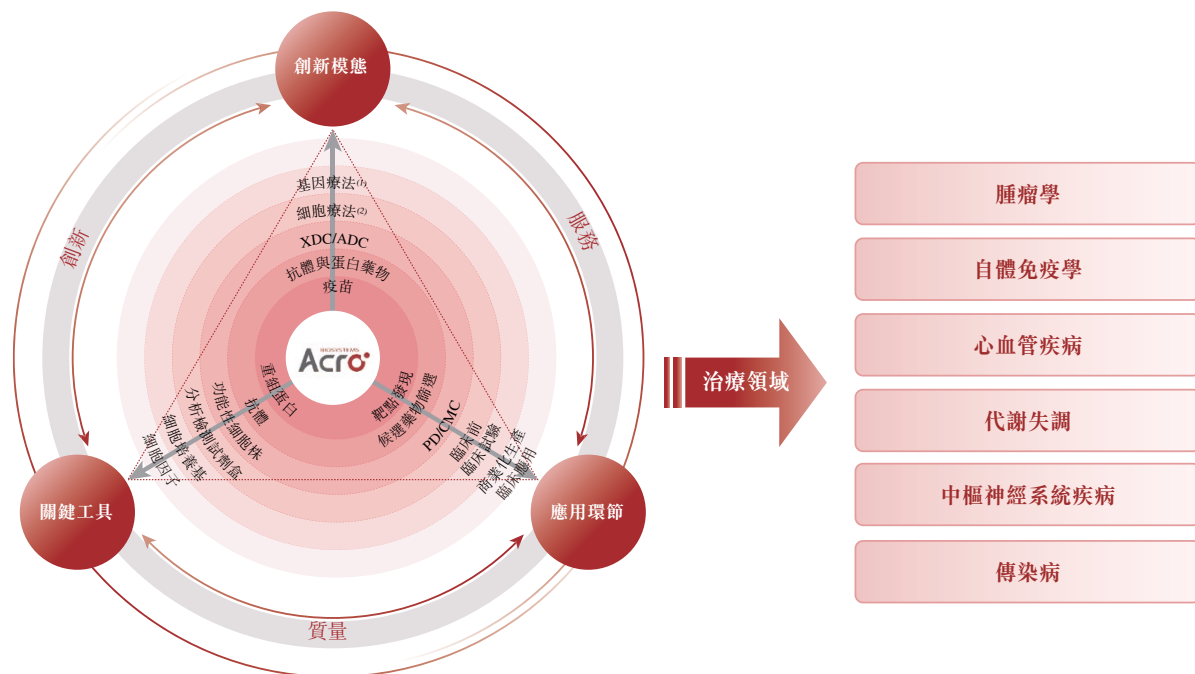 創新模態
創新
服務
基因療法(1)
細胞療法(2)
XDC/ADC
抗體與蛋白藥物
疫苗
BIOSYSTEMS
Acro
重組蛋白
抗體
功能性細胞株
分析檢測試劑盒
細胞培養基
細胞因子
靶點發現
候選藥物篩選
PD/CMC
臨床前
臨床試驗
商業化生產
臨床應用
關鍵工具
應用環節
質量
治療領域
腫瘤學
自體免疫學
心血管疾病
代謝失調
中樞神經系統疾病
傳染病